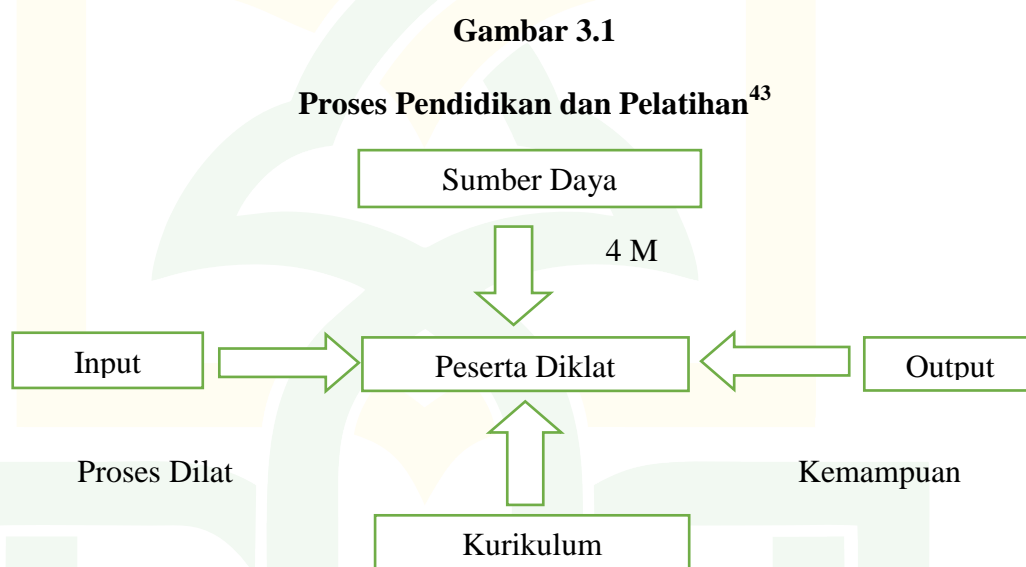 Gambar 3.1
Proses Pendidikan dan Pelatihan43
Sumber Daya
4 M
Input
Peserta Diklat
Output
Proses Dilat
Kemampuan
Kurikulum